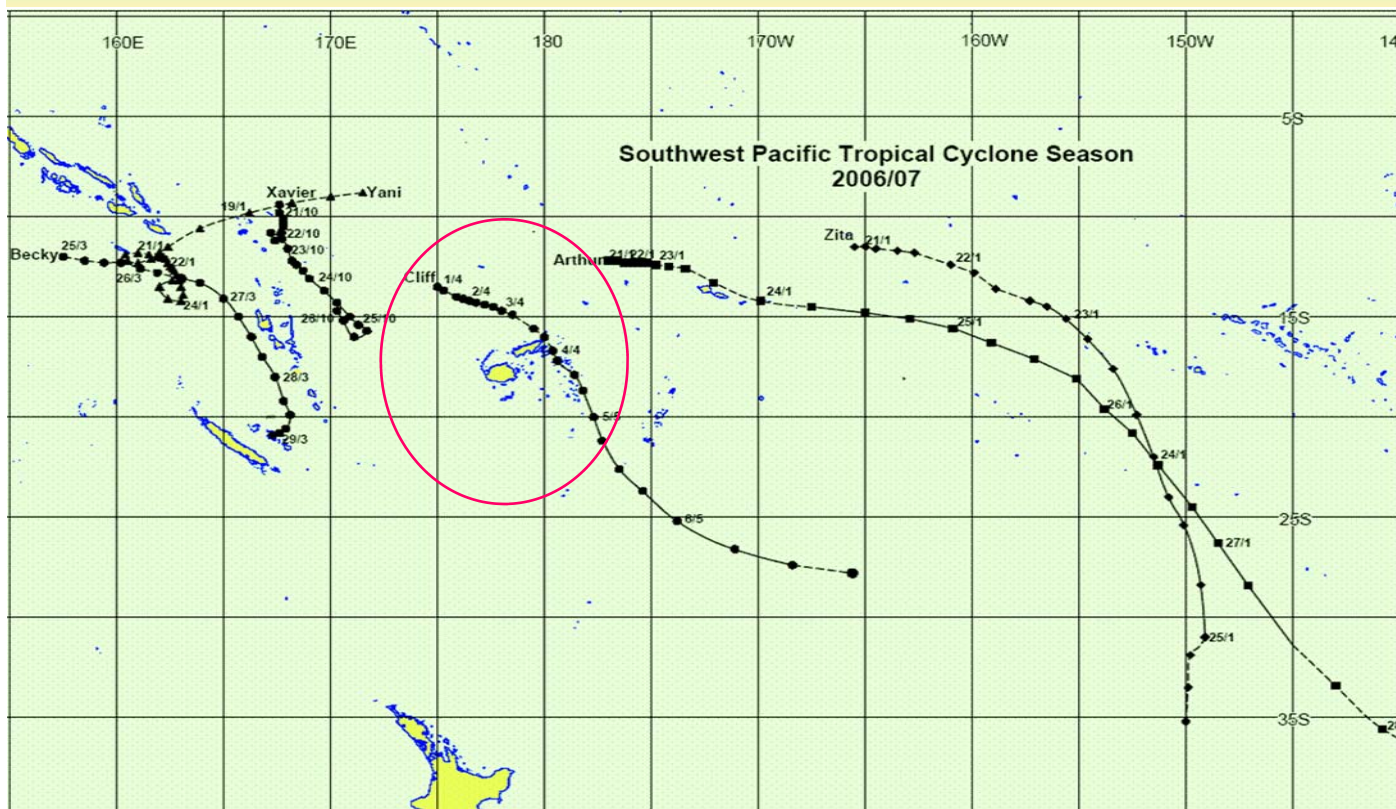 160E 170E 180 170W 160W 150W 14
5S
Southwest Pacific Tropical Cyclone Season
2006/07
Xavier Yani
19/1 21/10
Zita 21/1
22/10
Becky 25/3 21/1 23/10
Arthur 21/1 22/1 23/1
22/1 22/1
26/3 24/10
Cliff 1/4
2/4
27/3 24/1 3/4 24/1
26/10 25/10 23/1 15S
25/1
4/4
28/3
26/1
5/5
29/3
24/1
6/5 25S
27/1
25/1
35S
28